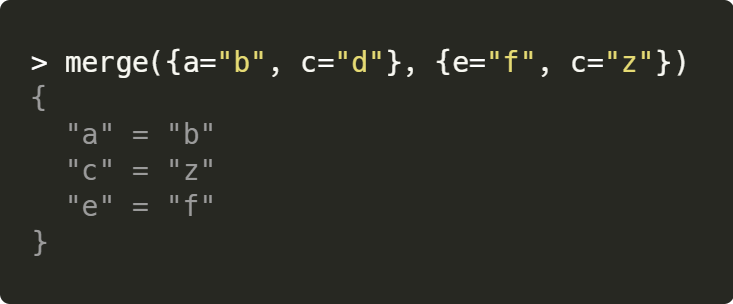 > merge({a="b", c="d"}, {e="f", c="z"})
{
  "a" = "b"
  "c" = "z"
  "e" = "f"
}